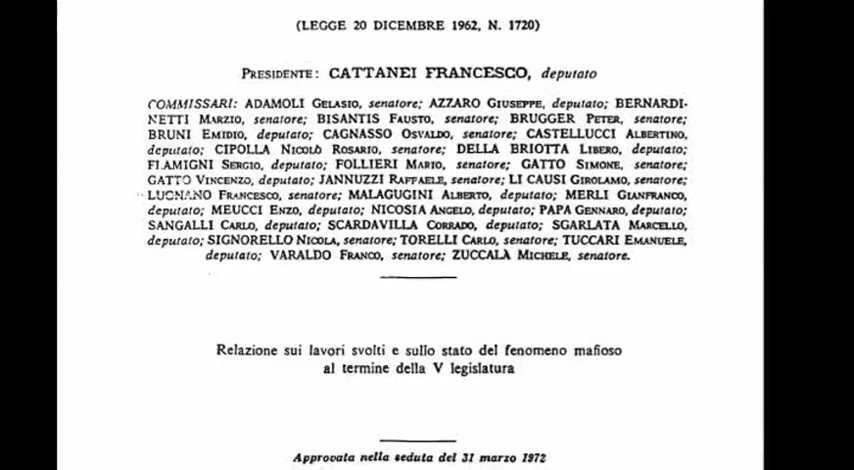 (LEGGE 20 DICEMBRE 1962, N. 1720)
PRESIDENTE: CATTANEI FRANCESCO, deputato
COMMISSARI: ADAMOLI GELASIO, senatore; AZZARO GIUSEPPE, deputato; BERNARDI-
NETTI MARZIO, senatore; BISANTIS FAUSTO, senatore; BRUGGER PETER, senatore;
BRUNI EMIDIO, deputato; CAGNASSO OSVALDO, senatore; CASTELLUCCI ALBERTINO,
deputato; CIPOLLA NICOLÒ ROSARIO, senatore; DELLA BRIOTTA LIBERO, deputato;
FLAMIGNI SERGIO, deputato; FOLLIERI MARIO, senatore; GATTO SIMONE, senatore;
GATTO VINCENZO, deputato; JANNUZZI RAFFAELE, senatore; LI CAUSI GIROLAMO, senatore;
LUGNANO FRANCESCO, senatore; MALAGUGINI ALBERTO, deputato; MERLI GIANFRANCO,
deputato; MEUCCI ENZO, deputato; NICOSIA ANGELO, deputato; PAPA GENNARO, deputato;
SANGALLI CARLO, deputato; SCARDAVILLA CORRADO, deputato; SGARLATA MARCELLO,
deputato; SIGNORELLO NICOLA, senatore; TORELLI CARLO, senatore; TUCCARI EMANUELE,
deputato; VARALDO FRANCO, senatore; ZUCCALÀ MICHELE, senatore.
Relazione sui lavori svolti e sullo stato del fenomeno mafioso
al termine della V legislatura
Approvata nella seduta del 31 marzo 1972